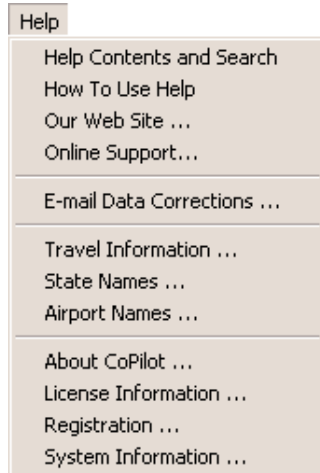 Help
Help Contents and Search
How To Use Help
Our Web Site ...
Online Support...
E-mail Data Corrections ...
Travel Information ...
State Names ...
Airport Names ...
About CoPilot ...
License Information ...
Registration ...
System Information ...